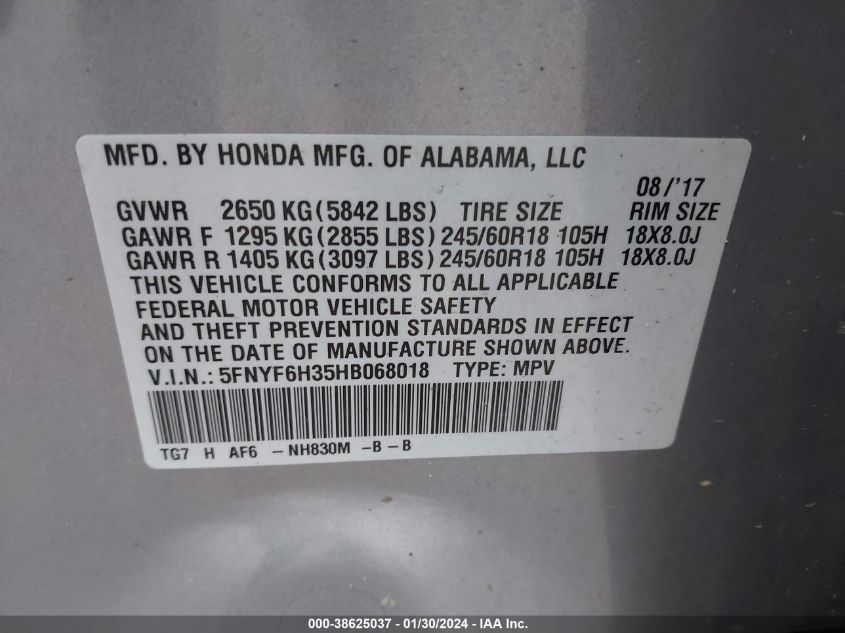 MFD. BY HONDA MFG. OF ALABAMA, LLC
08/'17
GVWR 2650 KG (5842 LBS) TIRE SIZE RIM SIZE
GAWR F 1295 KG (2855 LBS) 245/60R18 105H 18X8.0J
GAWR R 1405 KG (3097 LBS) 245/60R18 105H 18X8.0J
THIS VEHICLE CONFORMS TO ALL APPLICABLE
FEDERAL MOTOR VEHICLE SAFETY
AND THEFT PREVENTION STANDARDS IN EFFECT
ON THE DATE OF MANUFACTURE SHOWN ABOVE.
V.I.N.: 5FNYF6H35HB068018 TYPE: MPV
TG7 H AF6 -NH830M -B-B
000-38625037 - 01/30/2024 - IAA Inc.